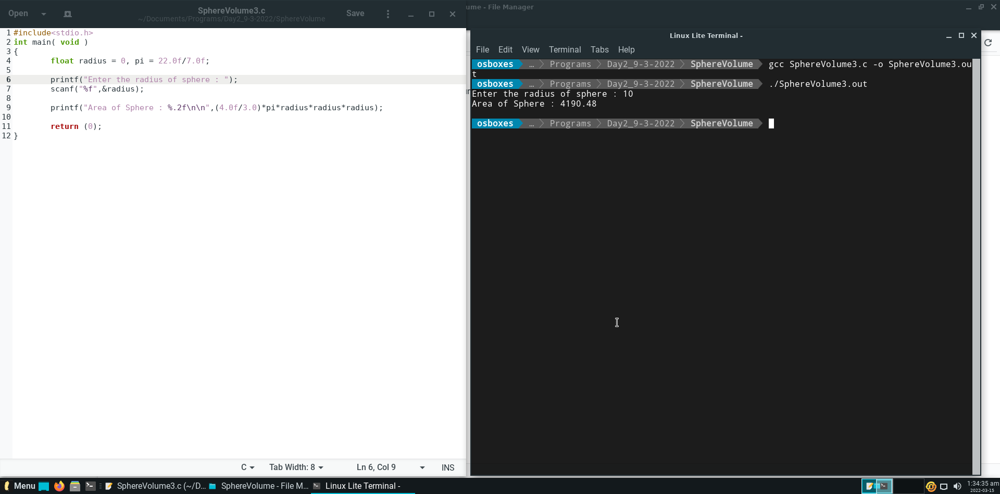 Open
SphereVolume3.c
~/Documents/Programs/Day2_9-3-2022/SphereVolume
Save
ume - File Manager
1 #include<stdio.h>
2 int main( void )
3 {
4 float radius = 0, pi = 22.0f/7.0f;
5
6 printf("Enter the radius of sphere : ");
7 scanf("%f",&radius);
8
9 printf("Area of Sphere : %.2f\n\n",(4.0f/3.0)*pi*radius*radius*radius);
10
11 return (0);
12 }
C
Tab Width: 8
Ln 6, Col 9
INS
Linux Lite Terminal -
File Edit View Terminal Tabs Help
osboxes … Programs Day2_9-3-2022 SphereVolume gcc SphereVolume3.c -o SphereVolume3.ou
t
osboxes … Programs Day2_9-3-2022 SphereVolume ./SphereVolume3.out
Enter the radius of sphere : 10
Area of Sphere : 4190.48
osboxes … Programs Day2_9-3-2022 SphereVolume
Menu
SphereVolume3.c (~/D...
SphereVolume - File M...
Linux Lite Terminal -
1:34:35 am
2022-03-15